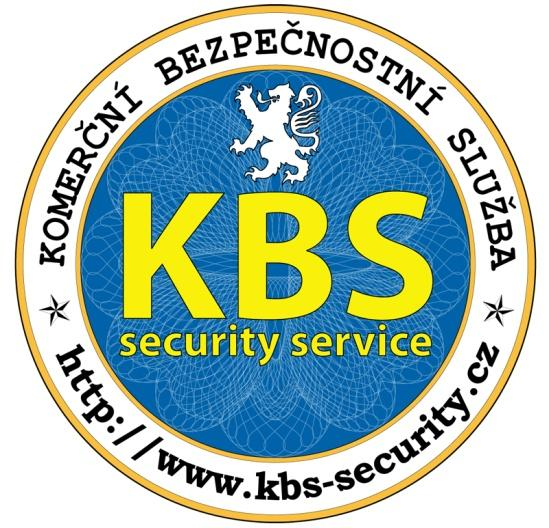 KOMERČNÍ BEZPEČNOSTNÍ SLUŽBA
KBS
security service
http://www.kbs-security.cz